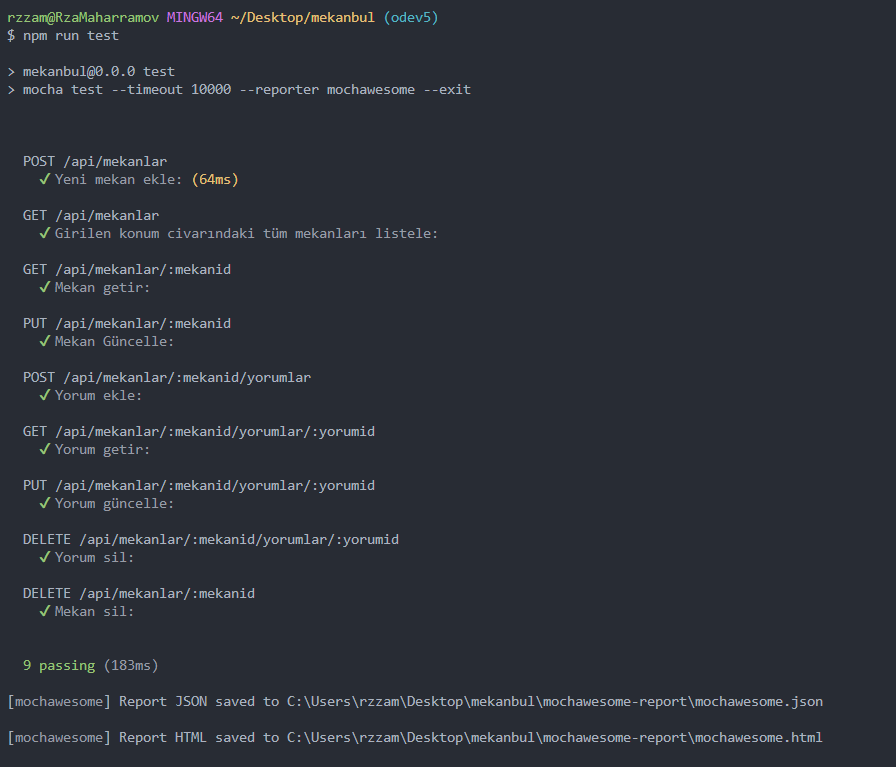 rzzam@RzaMaharramov MINGW64 ~/Desktop/mekanbul (odev5)
$ npm run test
> mekanbul@0.0.0 test
> mocha test --timeout 10000 --reporter mochawesome --exit
POST /api/mekanlar
✓ Yeni mekan ekle: (64ms)
GET /api/mekanlar
✓ Girilen konum civarındaki tüm mekanları listele:
GET /api/mekanlar/:mekanid
✓ Mekan getir:
PUT /api/mekanlar/:mekanid
✓ Mekan Güncelle:
POST /api/mekanlar/:mekanid/yorumlar
✓ Yorum ekle:
GET /api/mekanlar/:mekanid/yorumlar/:yorumid
✓ Yorum getir:
PUT /api/mekanlar/:mekanid/yorumlar/:yorumid
✓ Yorum güncelle:
DELETE /api/mekanlar/:mekanid/yorumlar/:yorumid
✓ Yorum sil:
DELETE /api/mekanlar/:mekanid
✓ Mekan sil:
9 passing (183ms)
[mochawesome] Report JSON saved to C:\Users\rzzam\Desktop\mekanbul\mochawesome-report\mochawesome.json
[mochawesome] Report HTML saved to C:\Users\rzzam\Desktop\mekanbul\mochawesome-report\mochawesome.html